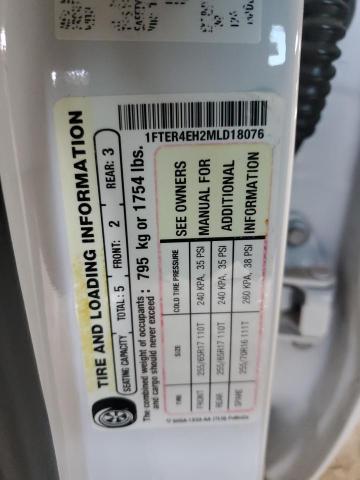 1FTER4EH2MLD18076
TIRE AND LOADING INFORMATION
SEATING CAPACITY TOTAL: 5 FRONT: 2 REAR: 3
The combined weight of occupants
and cargo should never exceed : 795 kg or 1754 lbs.
TIRE SIZE COLD TIRE PRESSURE
FRONT 255/65R17 110T 240 KPA, 35 PSI
REAR 255/65R17 110T 240 KPA, 35 PSI
SPARE 255/70R16 111T 260 KPA, 38 PSI
SEE OWNERS
MANUAL FOR
ADDITIONAL
INFORMATION